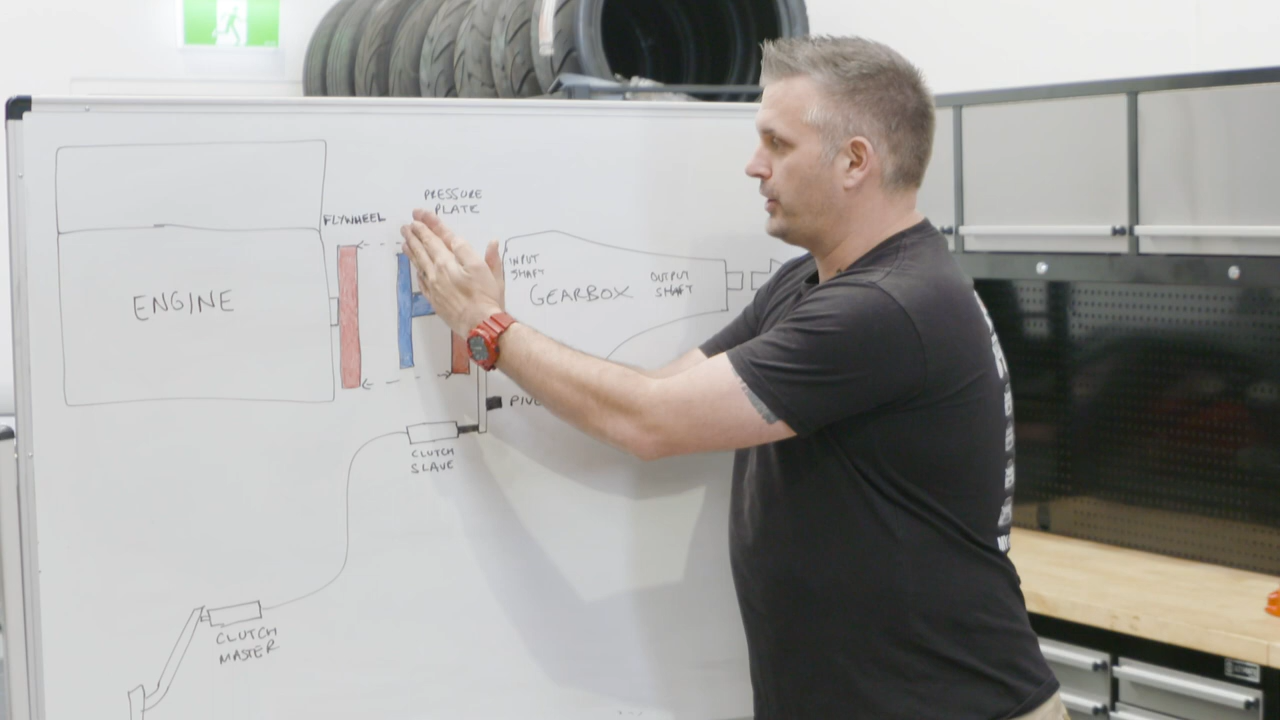 PRESSURE
PLATE
FLYWHEEL
INPUT
SHAFT
OUTPUT
SHAFT
GEARBOX
ENGINE
CLUTCH
SLAVE
CLUTCH
MASTER